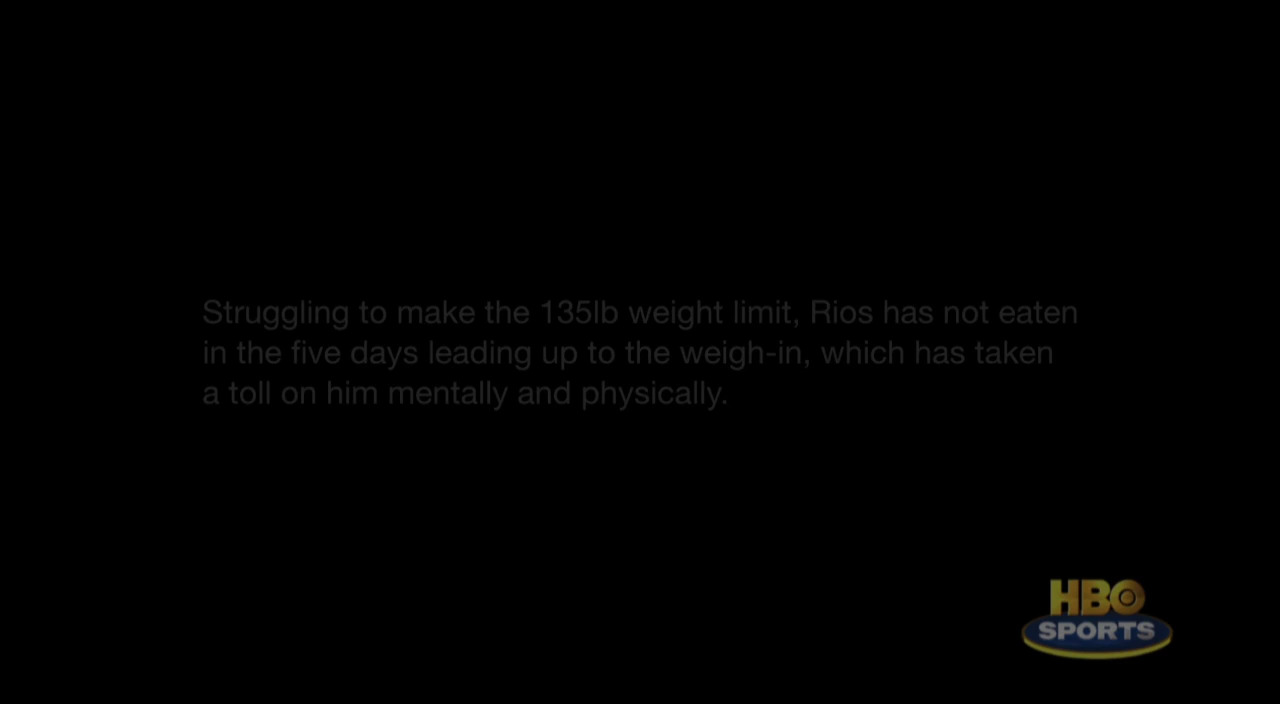 Struggling to make the 135lb weight limit, Rios has not eaten
in the five days leading up to the weigh-in, which has taken
a toll on him mentally and physically.
HBO
SPORTS